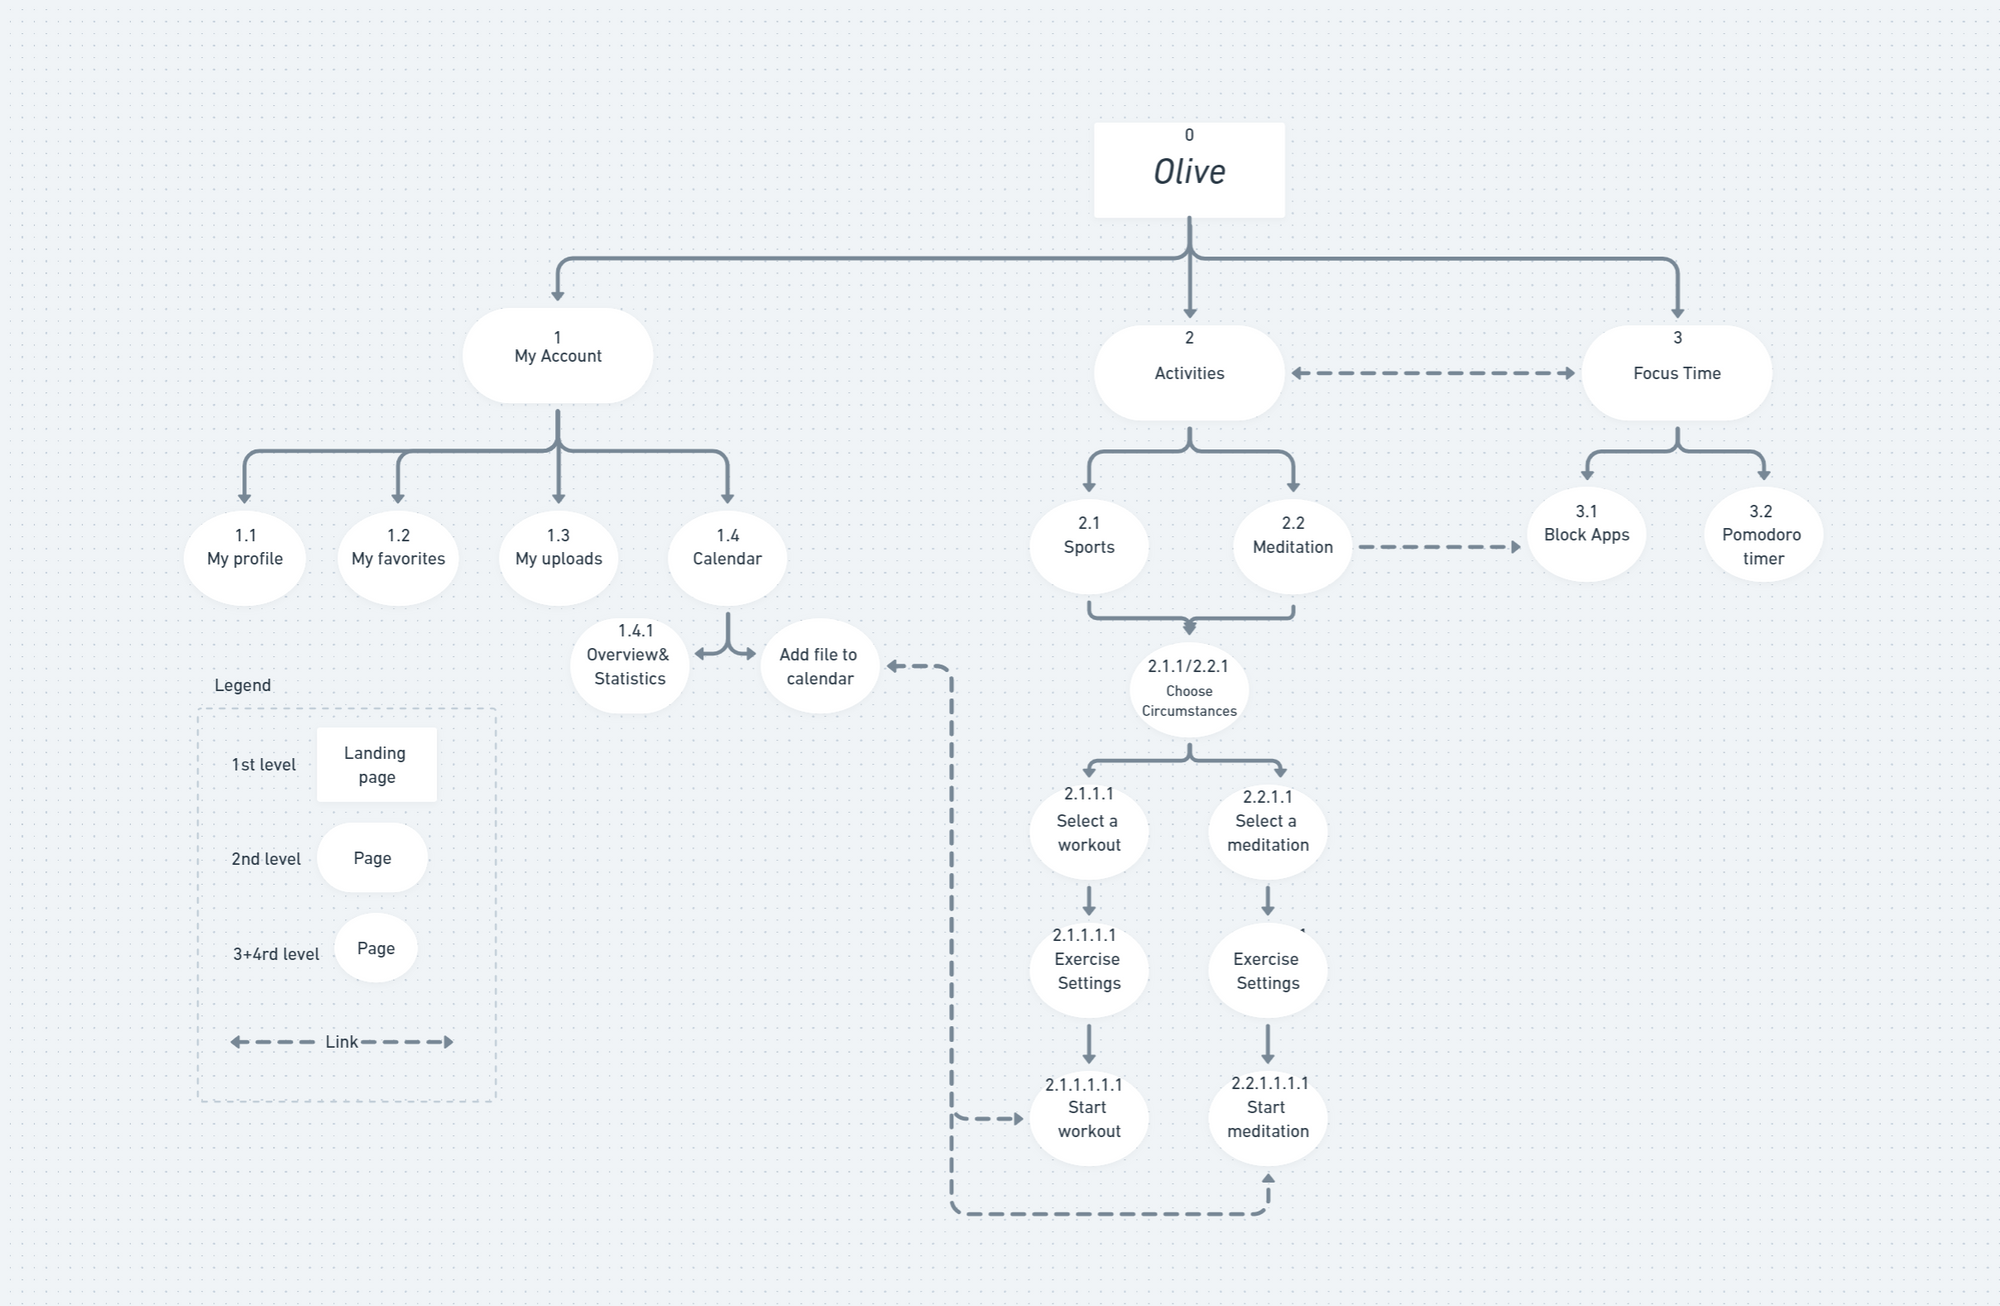 0
Olive
1
My Account
2
Activities
3
Focus Time
1.1
My profile
1.2
My favorites
1.3
My uploads
1.4
Calendar
2.1
Sports
2.2
Meditation
3.1
Block Apps
3.2
Pomodoro
timer
1.4.1
Overview&
Statistics
Add file to
calendar
2.1.1/2.2.1
Choose
Circumstances
2.1.1.1
Select a
workout
2.2.1.1
Select a
meditation
2.1.1.1.1
Exercise
Settings
Exercise
Settings
2.1.1.1.1.1
Start
workout
2.2.1.1.1.1
Start
meditation
Legend
1st level
Landing
page
2nd level
Page
3+4rd level
Page
Link